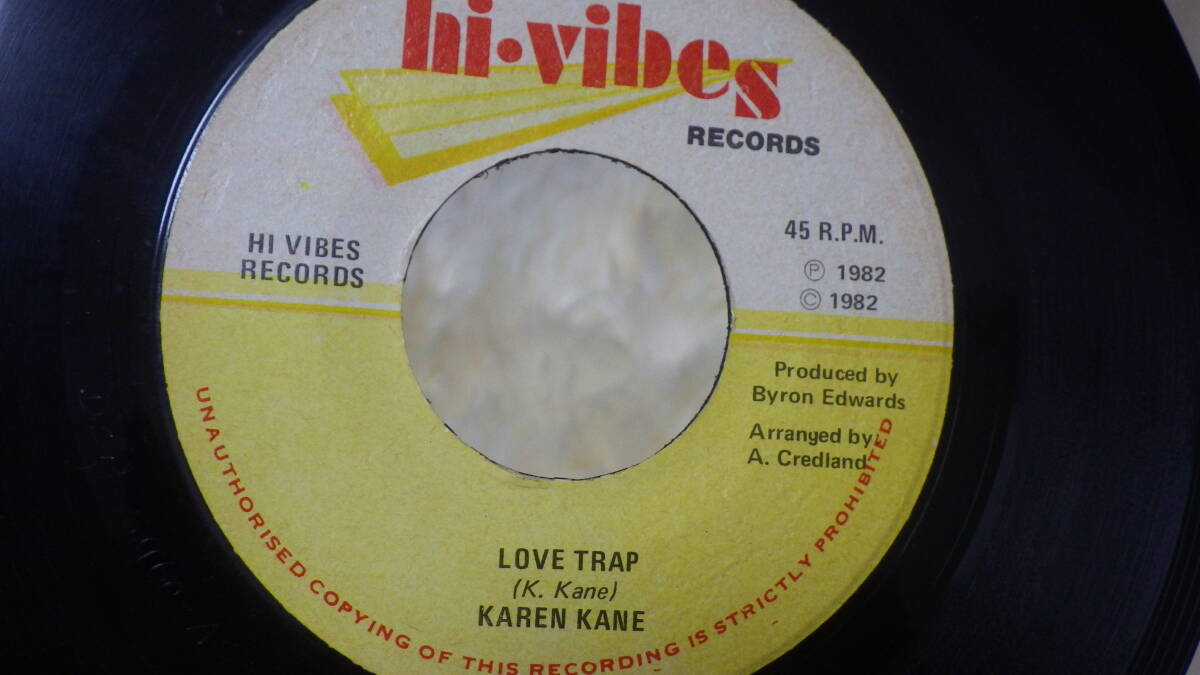 hi·vibes
RECORDS
HI VIBES
RECORDS
45 R.P.M.
Ⓟ 1982
© 1982
Produced by
Byron Edwards
Arranged by
A. Credland
LOVE TRAP
(K. Kane)
KAREN KANE
UNAUTHORISED COPYING OF THIS RECORDING IS STRICTLY PROHIBITED